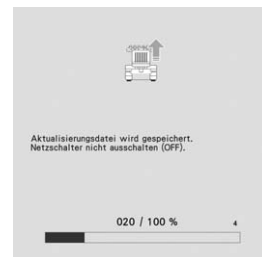 Aktualisierungsdatei wird gespeichert.
Netzschalter nicht ausschalten (OFF).
020 / 100 %
4